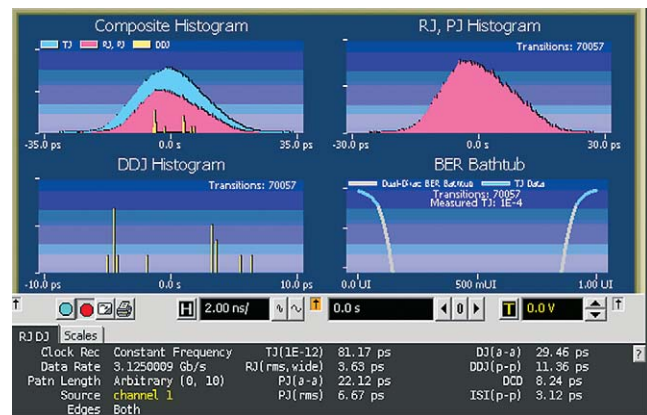 Composite Histogram
TJ RJ, PJ DDJ
-35.0 ps 0.0 s 35.0 ps
RJ, PJ Histogram
Transitions: 70057
-30.0 ps 0.0 s 30.0 ps
DDJ Histogram
Transitions: 70057
-10.0 ps 0.0 s 10.0 ps
BER Bathtub
Dual-Dirac BER Bathtub TJ Data
Transitions: 70057
Measured TJ: 1E-4
0.0 UI 500 mUI 1.00 UI
H 2.00 ns/ 0.0 s 0 T 0.0 V
RJDJ Scales
Clock Rec Constant Frequency TJ(1E-12) 81.17 ps DJ(a-a) 29.46 ps ?
Data Rate 3.1250009 Gb/s RJ(rms,wide) 3.63 ps DDJ(p-p) 11.36 ps
Patn Length Arbitrary (0, 10) PJ(a-a) 22.12 ps DCD 8.24 ps
Source channel 1 PJ(rms) 6.67 ps ISI(p-p) 3.12 ps
Edges Both